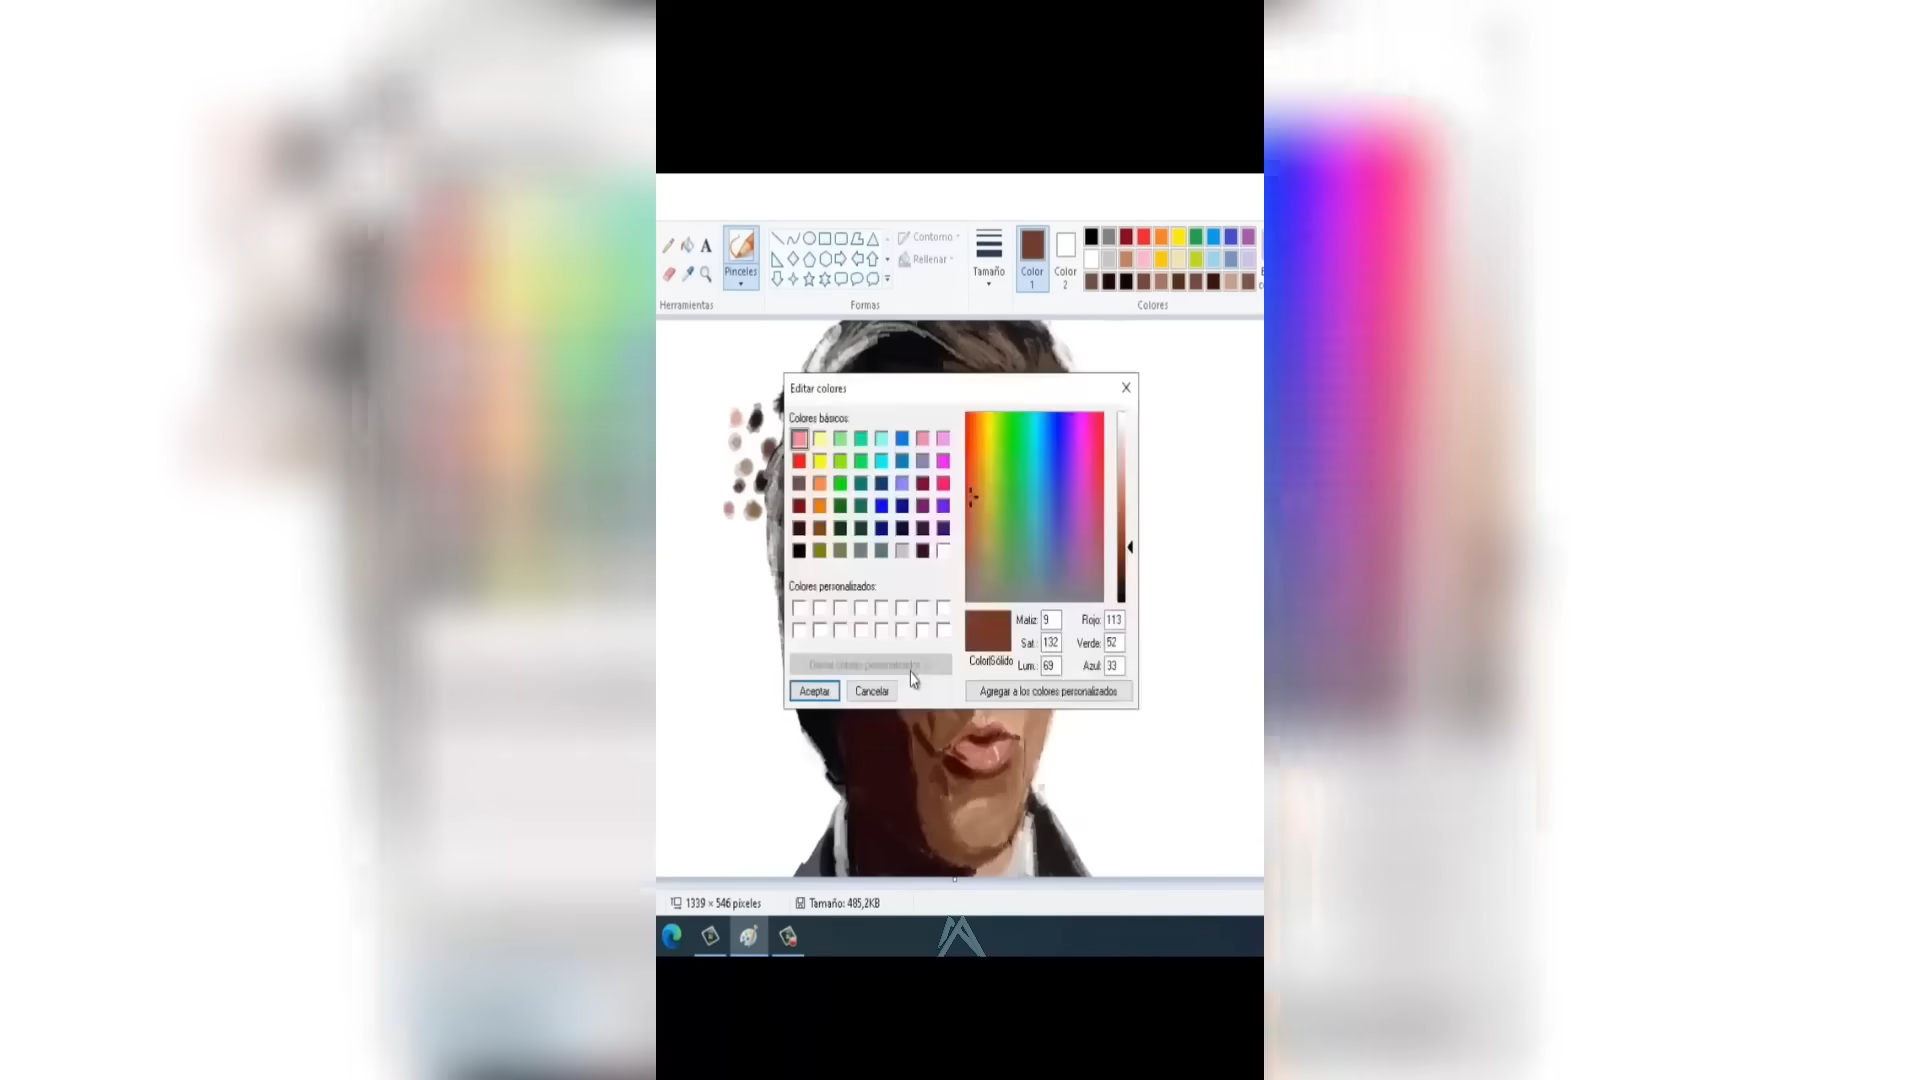 A
Pinceles
Contorno
Rellenar
Tamaño
Color
1
Color
2
Herramientas
Formas
Colores
Editar colores
Colores básicos:
Colores personalizados:
Matiz: 9
Rojo: 113
Sat.: 132
Verde: 52
Color|Sólido
Lum.: 69
Azul: 33
Aceptar
Cancelar
Agregar a los colores personalizados
1339 × 546 píxeles
Tamaño: 485,2KB